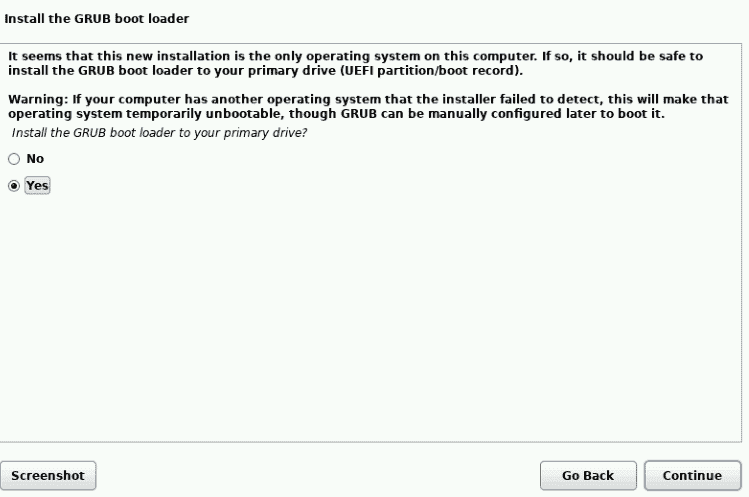 Install the GRUB boot loader
It seems that this new installation is the only operating system on this computer. If so, it should be safe to
install the GRUB boot loader to your primary drive (UEFI partition/boot record).
Warning: If your computer has another operating system that the installer failed to detect, this will make that
operating system temporarily unbootable, though GRUB can be manually configured later to boot it.
Install the GRUB boot loader to your primary drive?
No
Yes
Screenshot
Go Back
Continue